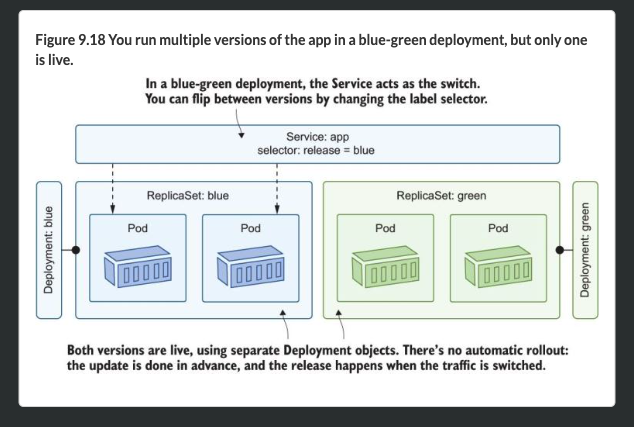 Figure 9.18 You run multiple versions of the app in a blue-green deployment, but only one
is live.
In a blue-green deployment, the Service acts as the switch.
You can flip between versions by changing the label selector.
Service: app
selector: release = blue
Deployment: blue
ReplicaSet: blue
Pod
Pod
ReplicaSet: green
Pod
Pod
Deployment: green
Both versions are live, using separate Deployment objects. There's no automatic rollout:
the update is done in advance, and the release happens when the traffic is switched.